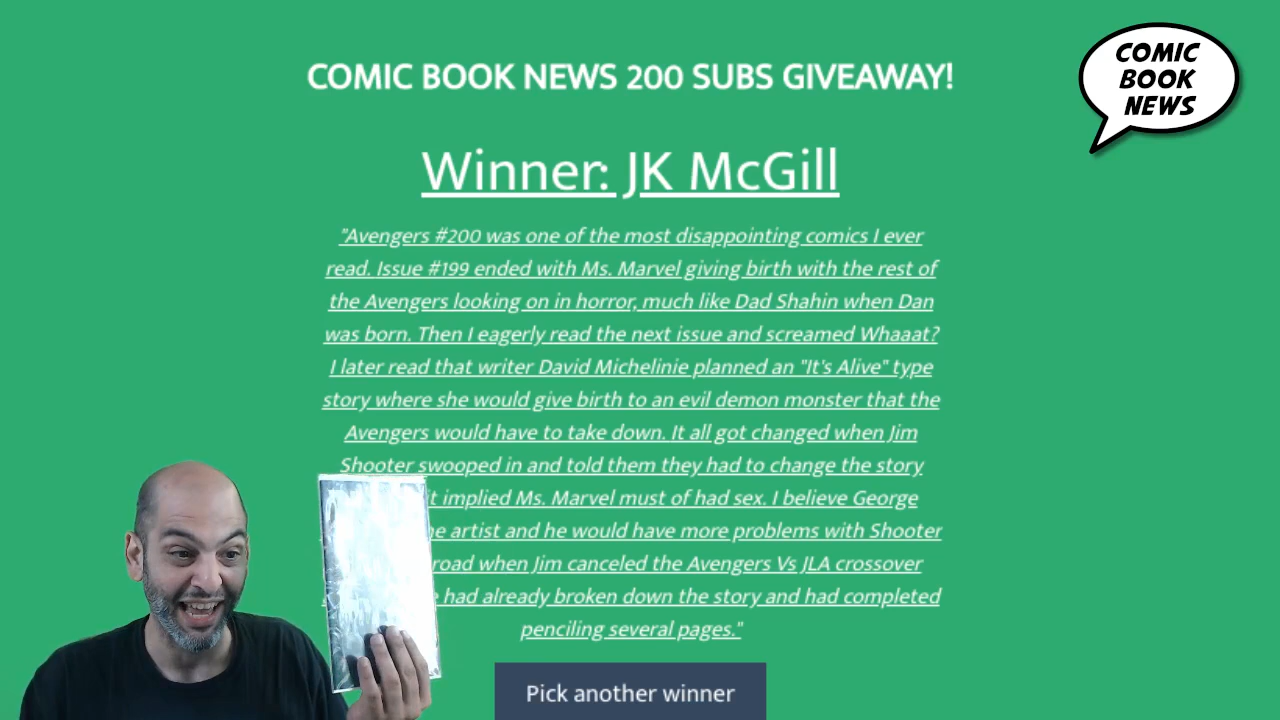 COMIC BOOK NEWS 200 SUBS GIVEAWAY!
COMIC
BOOK
NEWS
Winner: JK McGill
"Avengers #200 was one of the most disappointing comics I ever
read. Issue #199 ended with Ms. Marvel giving birth with the rest of
the Avengers looking on in horror, much like Dad Shahin when Dan
was born. Then I eagerly read the next issue and screamed Whaaat?
I later read that writer David Michelinie planned an "It's Alive" type
story where she would give birth to an evil demon monster that the
Avengers would have to take down. It all got changed when Jim
Shooter swooped in and told them they had to change the story
it implied Ms. Marvel must of had sex. I believe George
artist and he would have more problems with Shooter
road when Jim canceled the Avengers Vs JLA crossover
had already broken down the story and had completed
penciling several pages."
Pick another winner